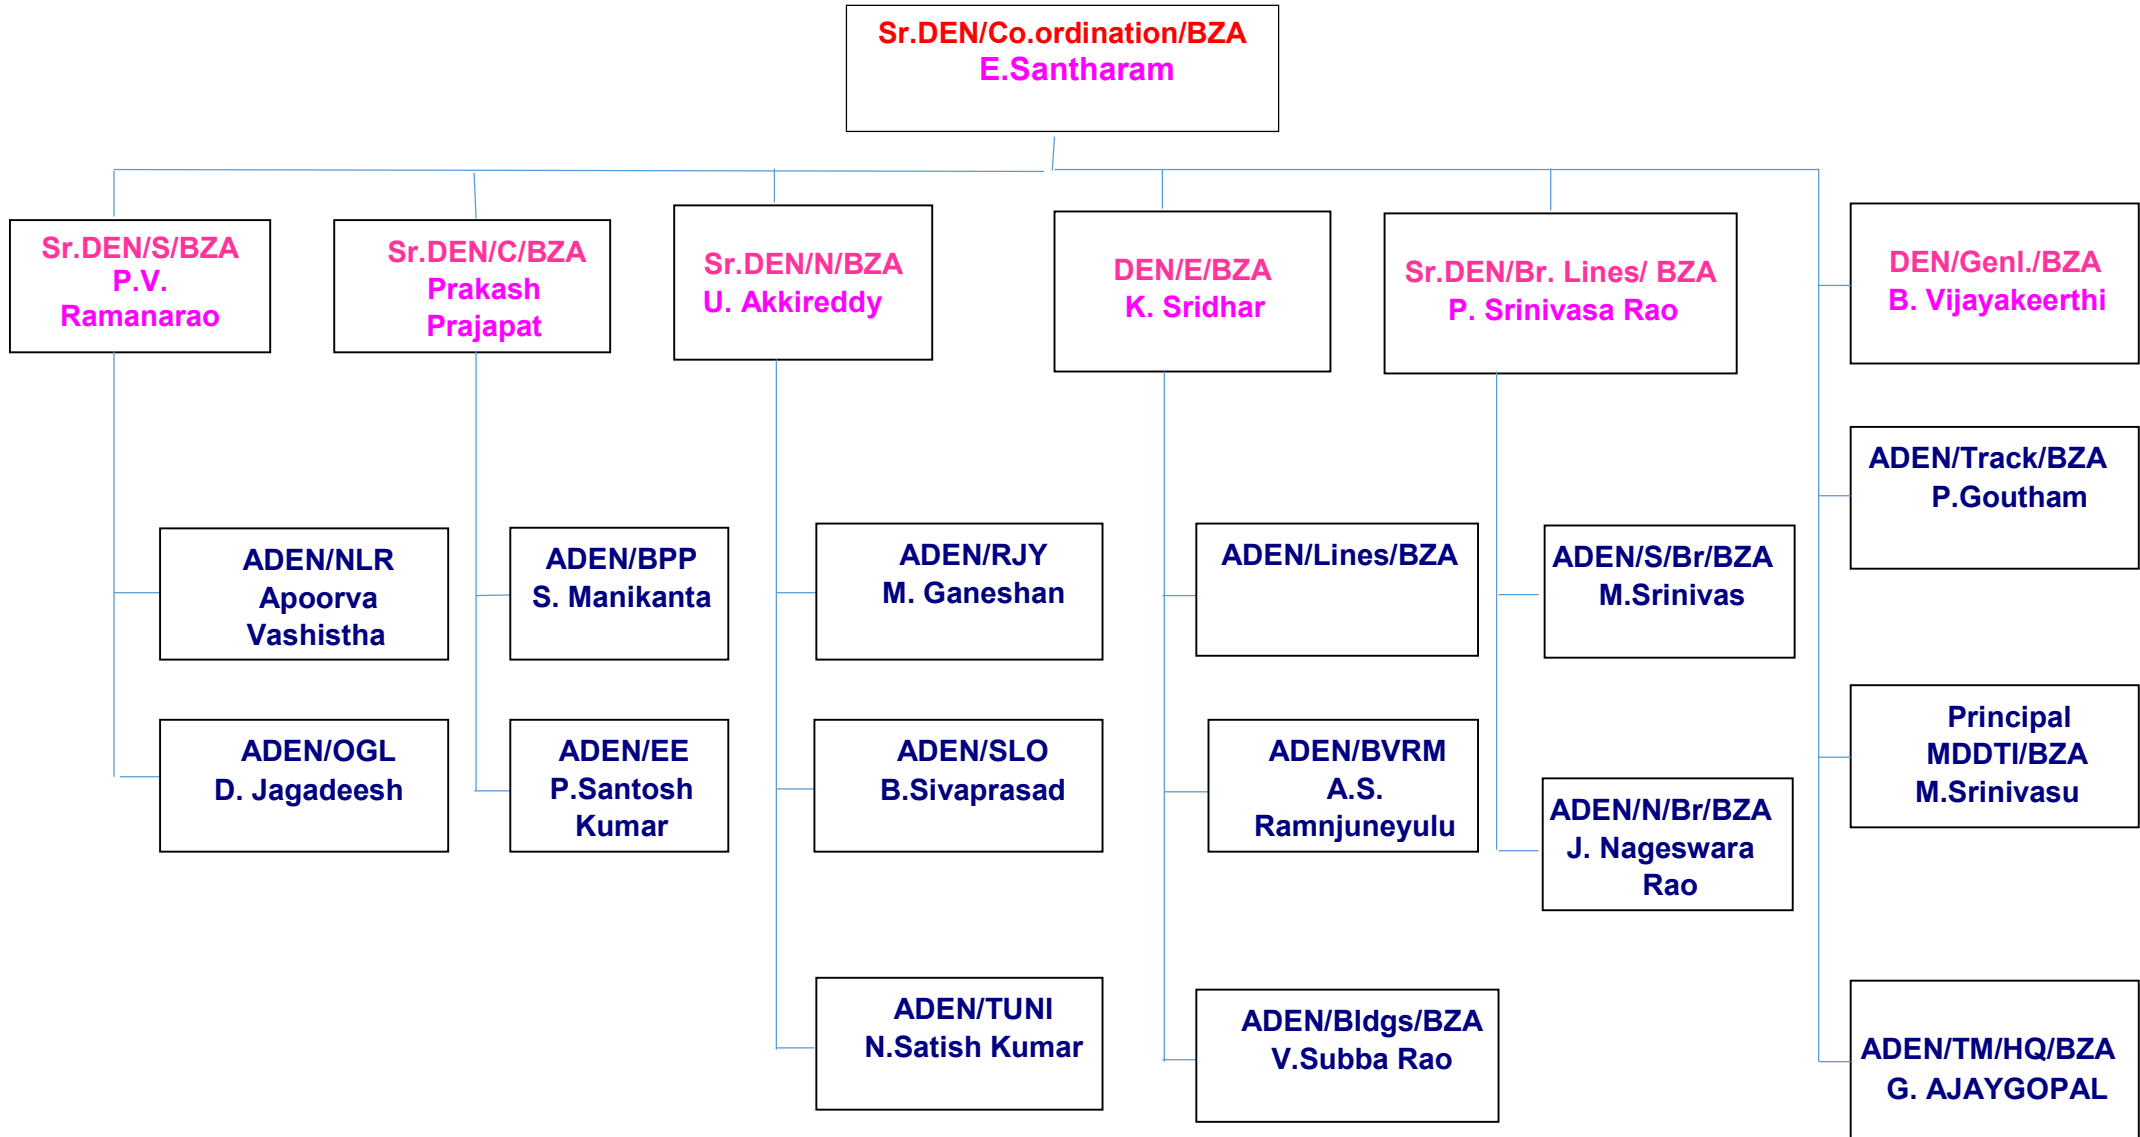 Sr.DEN/Co.ordination/BZA
E.Santharam
Sr.DEN/S/BZA
P.V.
Ramanarao
Sr.DEN/C/BZA
Prakash
Prajapat
Sr.DEN/N/BZA
U. Akkireddy
DEN/E/BZA
K. Sridhar
Sr.DEN/Br. Lines/ BZA
P. Srinivasa Rao
DEN/Genl./BZA
B. Vijayakeerthi
ADEN/Track/BZA
P.Goutham
ADEN/NLR
Apoorva
Vashistha
ADEN/BPP
S. Manikanta
ADEN/RJY
M. Ganeshan
ADEN/Lines/BZA
ADEN/S/Br/BZA
M.Srinivas
Principal
MDDTI/BZA
M.Srinivasu
ADEN/OGL
D. Jagadeesh
ADEN/EE
P.Santosh
Kumar
ADEN/SLO
B.Sivaprasad
ADEN/BVRM
A.S.
Ramnjuneyulu
ADEN/N/Br/BZA
J. Nageswara
Rao
ADEN/TUNI
N.Satish Kumar
ADEN/Bldgs/BZA
V.Subba Rao
ADEN/TM/HQ/BZA
G. AJAYGOPAL